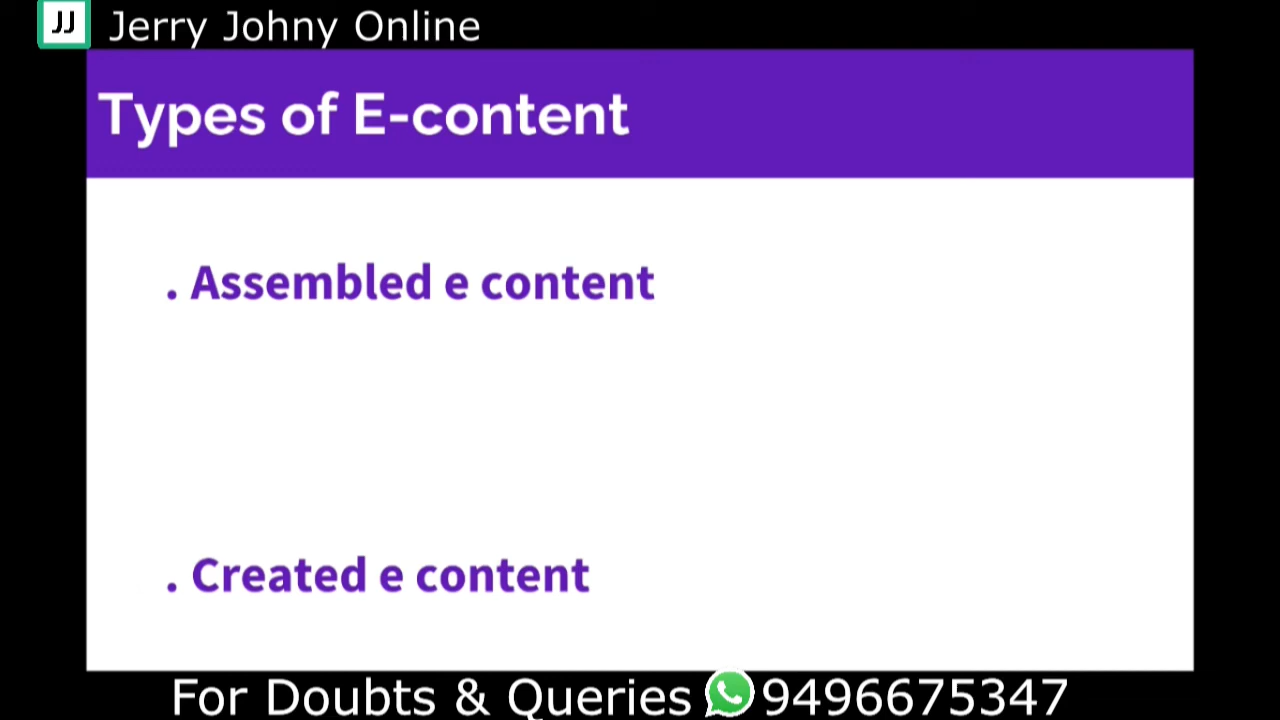 JJ Jerry Johny Online
Types of E-content
. Assembled e content
. Created e content
For Doubts & Queries 9496675347